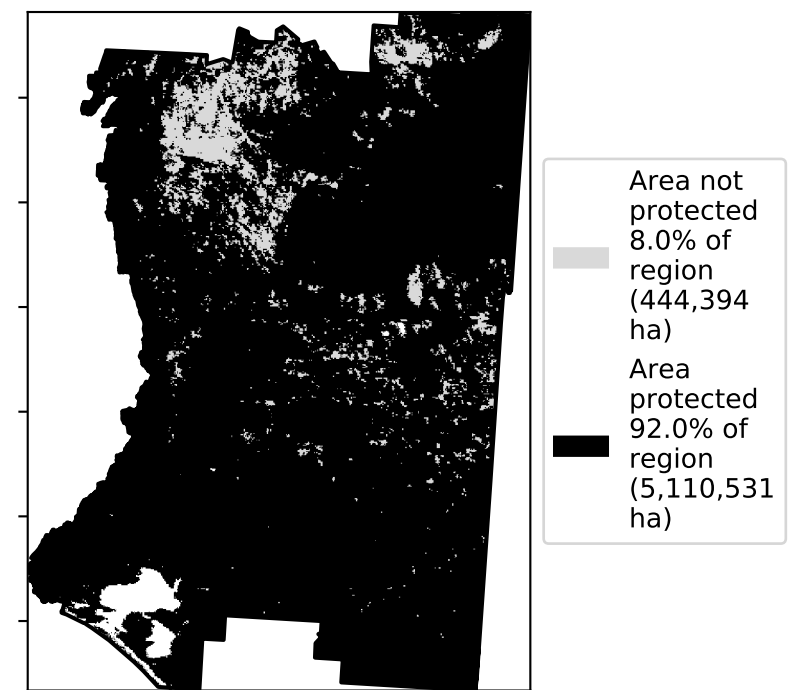 Area not
protected
8.0% of
region
(444,394
ha)
Area
protected
92.0% of
region
(5,110,531
ha)